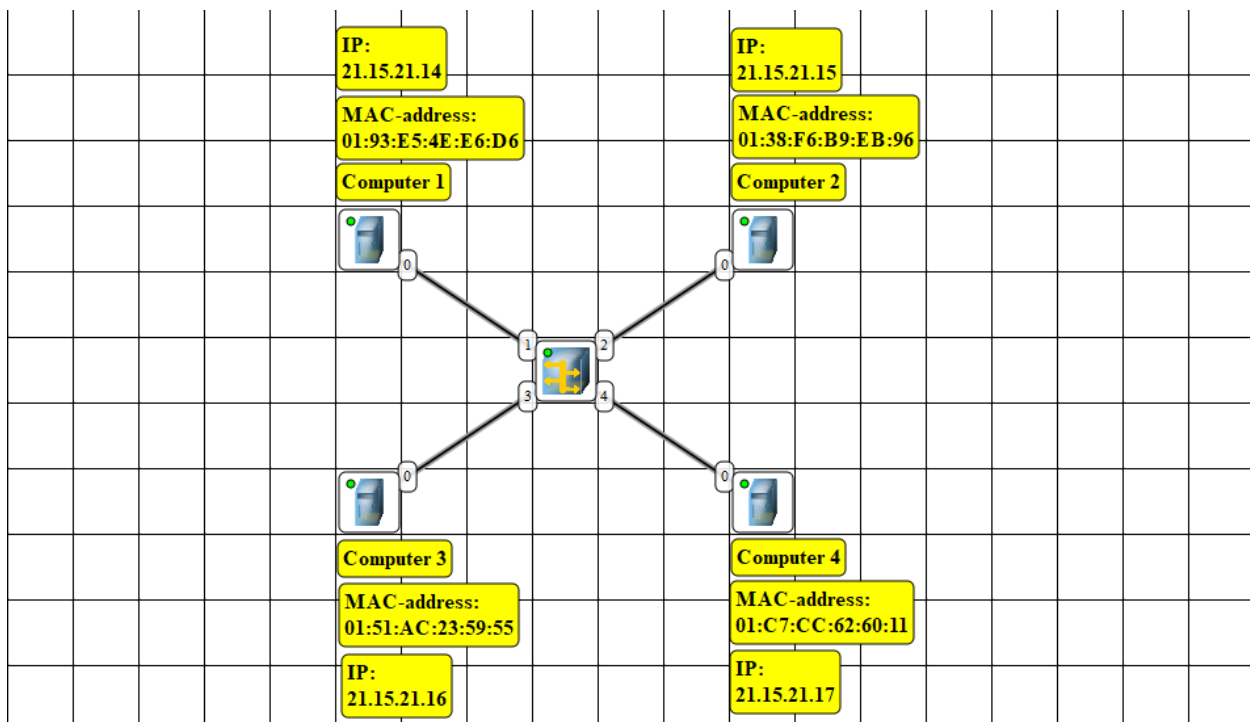 IP:
21.15.21.14
MAC-address:
01:93:E5:4E:E6:D6
Computer 1
IP:
21.15.21.15
MAC-address:
01:38:F6:B9:EB:96
Computer 2
0
0
1
2
3
4
0
0
Computer 3
MAC-address:
01:51:AC:23:59:55
IP:
21.15.21.16
Computer 4
MAC-address:
01:C7:CC:62:60:11
IP:
21.15.21.17